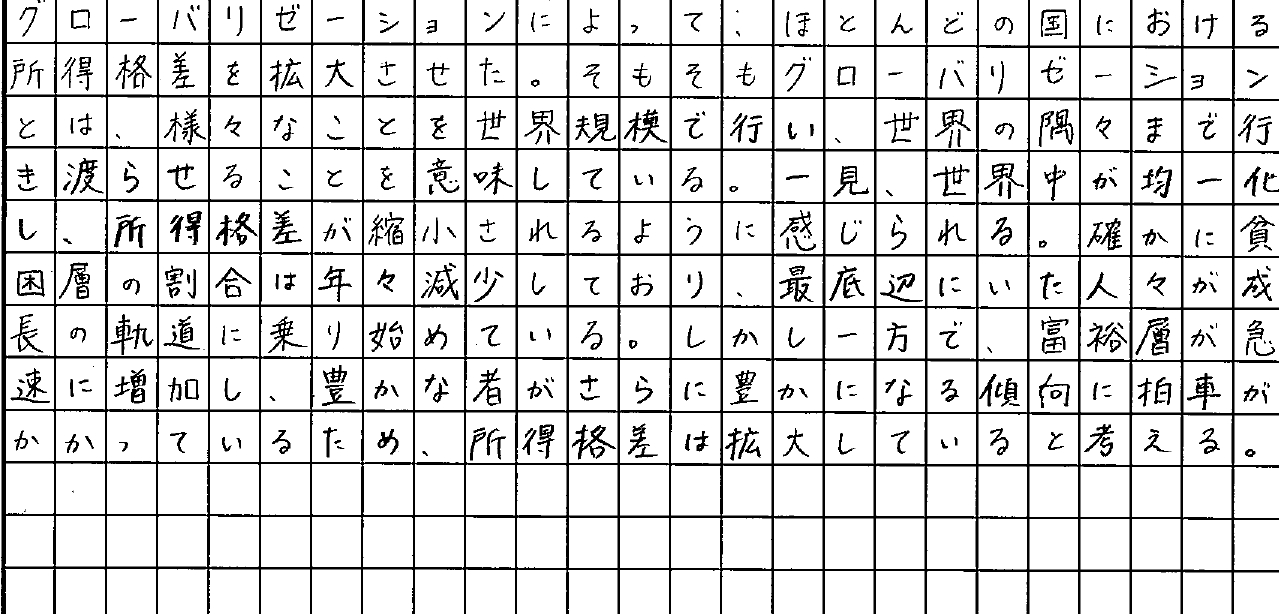 グローバリゼーションによって、ほとんどの国における
所得格差を拡大させた。そもそもグローバリゼーション
とは、様々なことを世界規模で行い、世界の隅々まで行
き渡らせることを意味している。一見、世界中が均一化
し、所得格差が縮小されるように感じられる。確かに貧
困層の割合は年々減少しており、最底辺にいた人々が成
長の軌道に乗り始めている。しかし一方で、富裕層が急
速に増加し、豊かな者がさらに豊かになる傾向に拍車が
かかっているため、所得格差は拡大していると考える。